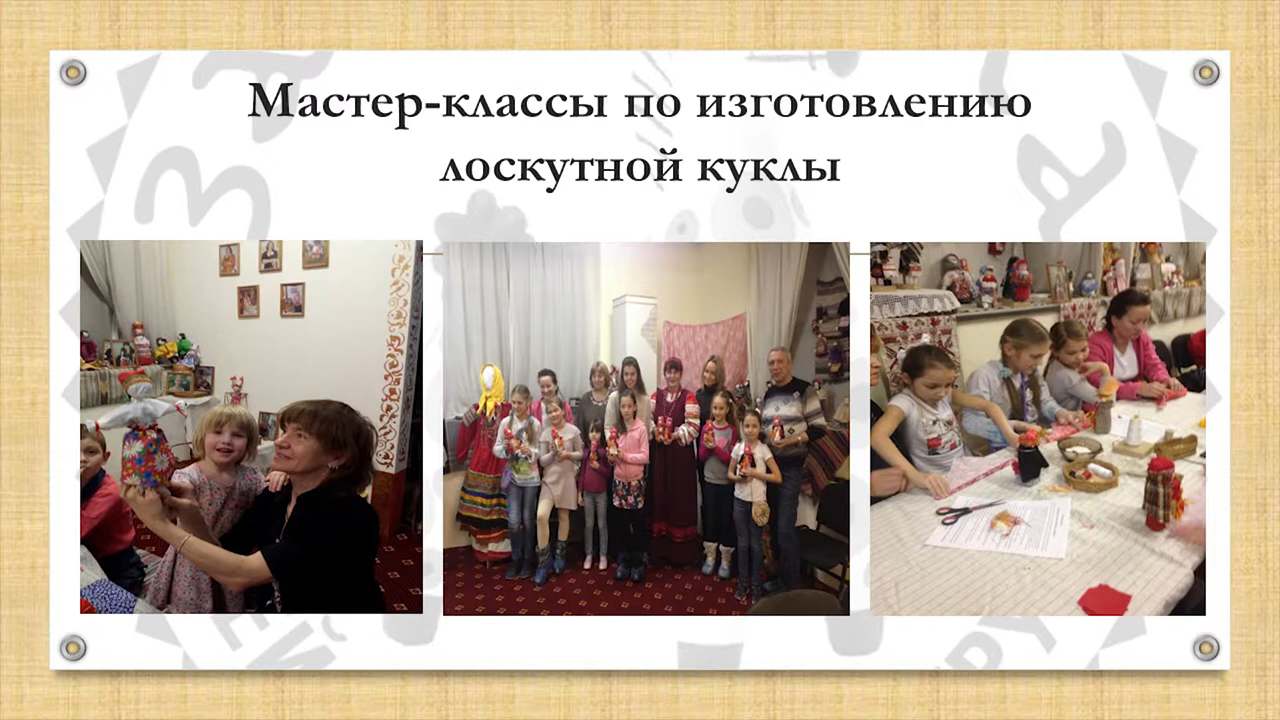 Мастер-классы по изготовлению
лоскутной куклы